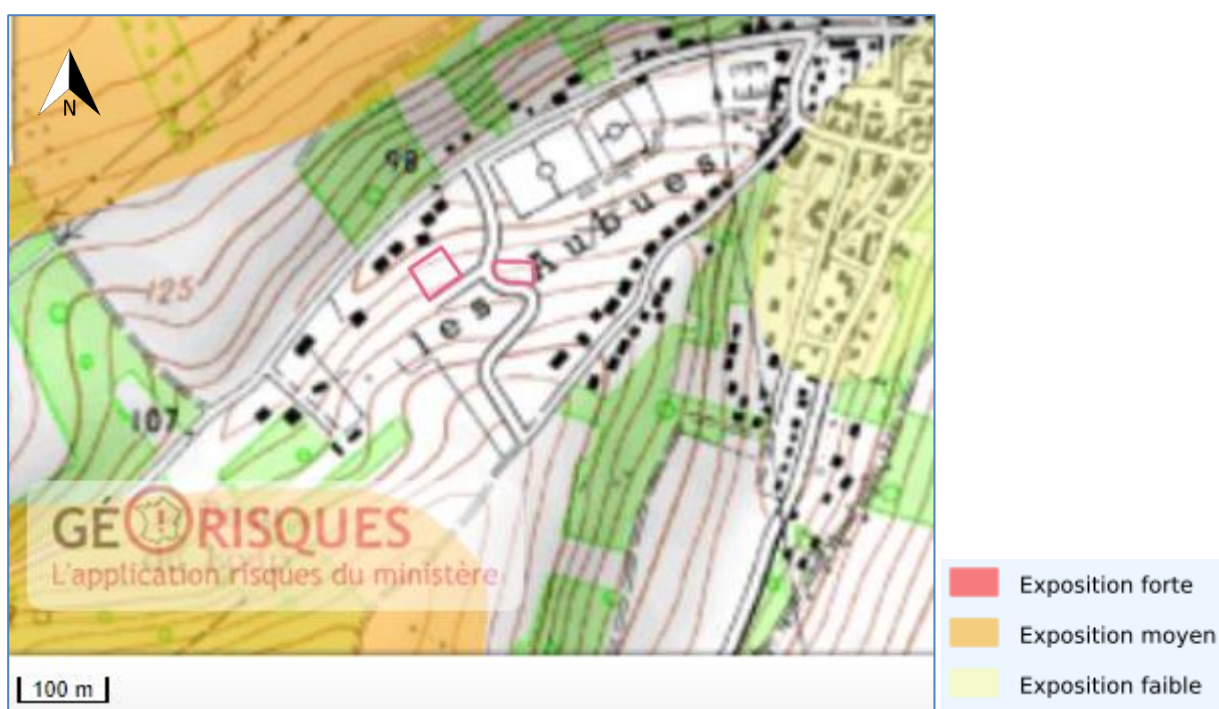 N
98
Aubues
les
125
107
GÉORISQUES
L'application risques du ministère
100 m
Exposition forte
Exposition moyen
Exposition faible